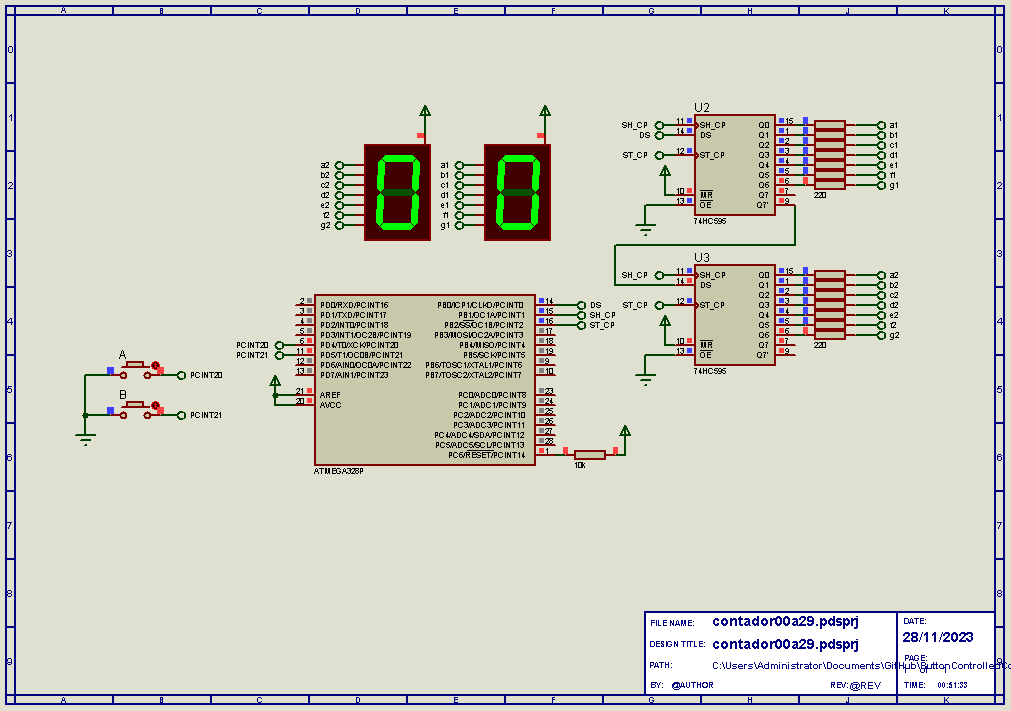 A B C D E F G H J K
0 0
1 1
2 2
3 3
4 4
5 5
6 6
7 7
8 8
9 9
a2
b2
c2
d2
e2
f2
g2
a1
b1
c1
d1
e1
f1
g1
U2
SH_CP 11 SH_CP Q0 15 a1
DS 14 DS Q1 1 b1
Q2 2 c1
ST_CP 12 ST_CP Q3 3 d1
Q4 4 e1
Q5 5 f1
Q6 6 g1
10 MR Q7 7
13 OE Q7' 9
74HC595
220
U3
SH_CP 11 SH_CP Q0 15 a2
14 DS Q1 1 b2
Q2 2 c2
ST_CP 12 ST_CP Q3 3 d2
Q4 4 e2
Q5 5 f2
Q6 6 g2
10 MR Q7 7
13 OE Q7' 9
74HC595
220
2 PD0/RXD/PCINT16 PB0/ICP1/CLKO/PCINT0 14 DS
3 PD1/TXD/PCINT17 PB1/OC1A/PCINT1 15 SH_CP
4 PD2/INT0/PCINT18 PB2/SS/OC1B/PCINT2 16 ST_CP
5 PD3/INT1/OC2B/PCINT19 PB3/MOSI/OC2A/PCINT3 17
PCINT20 6 PD4/T0/XCK/PCINT20 PB4/MISO/PCINT4 18
PCINT21 11 PD5/T1/OC0B/PCINT21 PB5/SCK/PCINT5 19
12 PD6/AIN0/OC0A/PCINT22 PB6/TOSC1/XTAL1/PCINT6 9
13 PD7/AIN1/PCINT23 PB7/TOSC2/XTAL2/PCINT7 10
21 AREF PC0/ADC0/PCINT8 23
20 AVCC PC1/ADC1/PCINT9 24
PC2/ADC2/PCINT10 25
PC3/ADC3/PCINT11 26
PC4/ADC4/SDA/PCINT12 27
PC5/ADC5/SCL/PCINT13 28
PC6/RESET/PCINT14 1
ATMEGA328P
10k
A
PCINT20
B
PCINT21
FILE NAME: contador00a29.pdsprj
DESIGN TITLE: contador00a29.pdsprj
PATH: C:\Users\Administrator\Documents\GitHub\ButtonControlledCo
BY: @AUTHOR REV: @REV
DATE:
28/11/2023
PAGE:
TIME: 00:51:33
A B C D E F G H J K